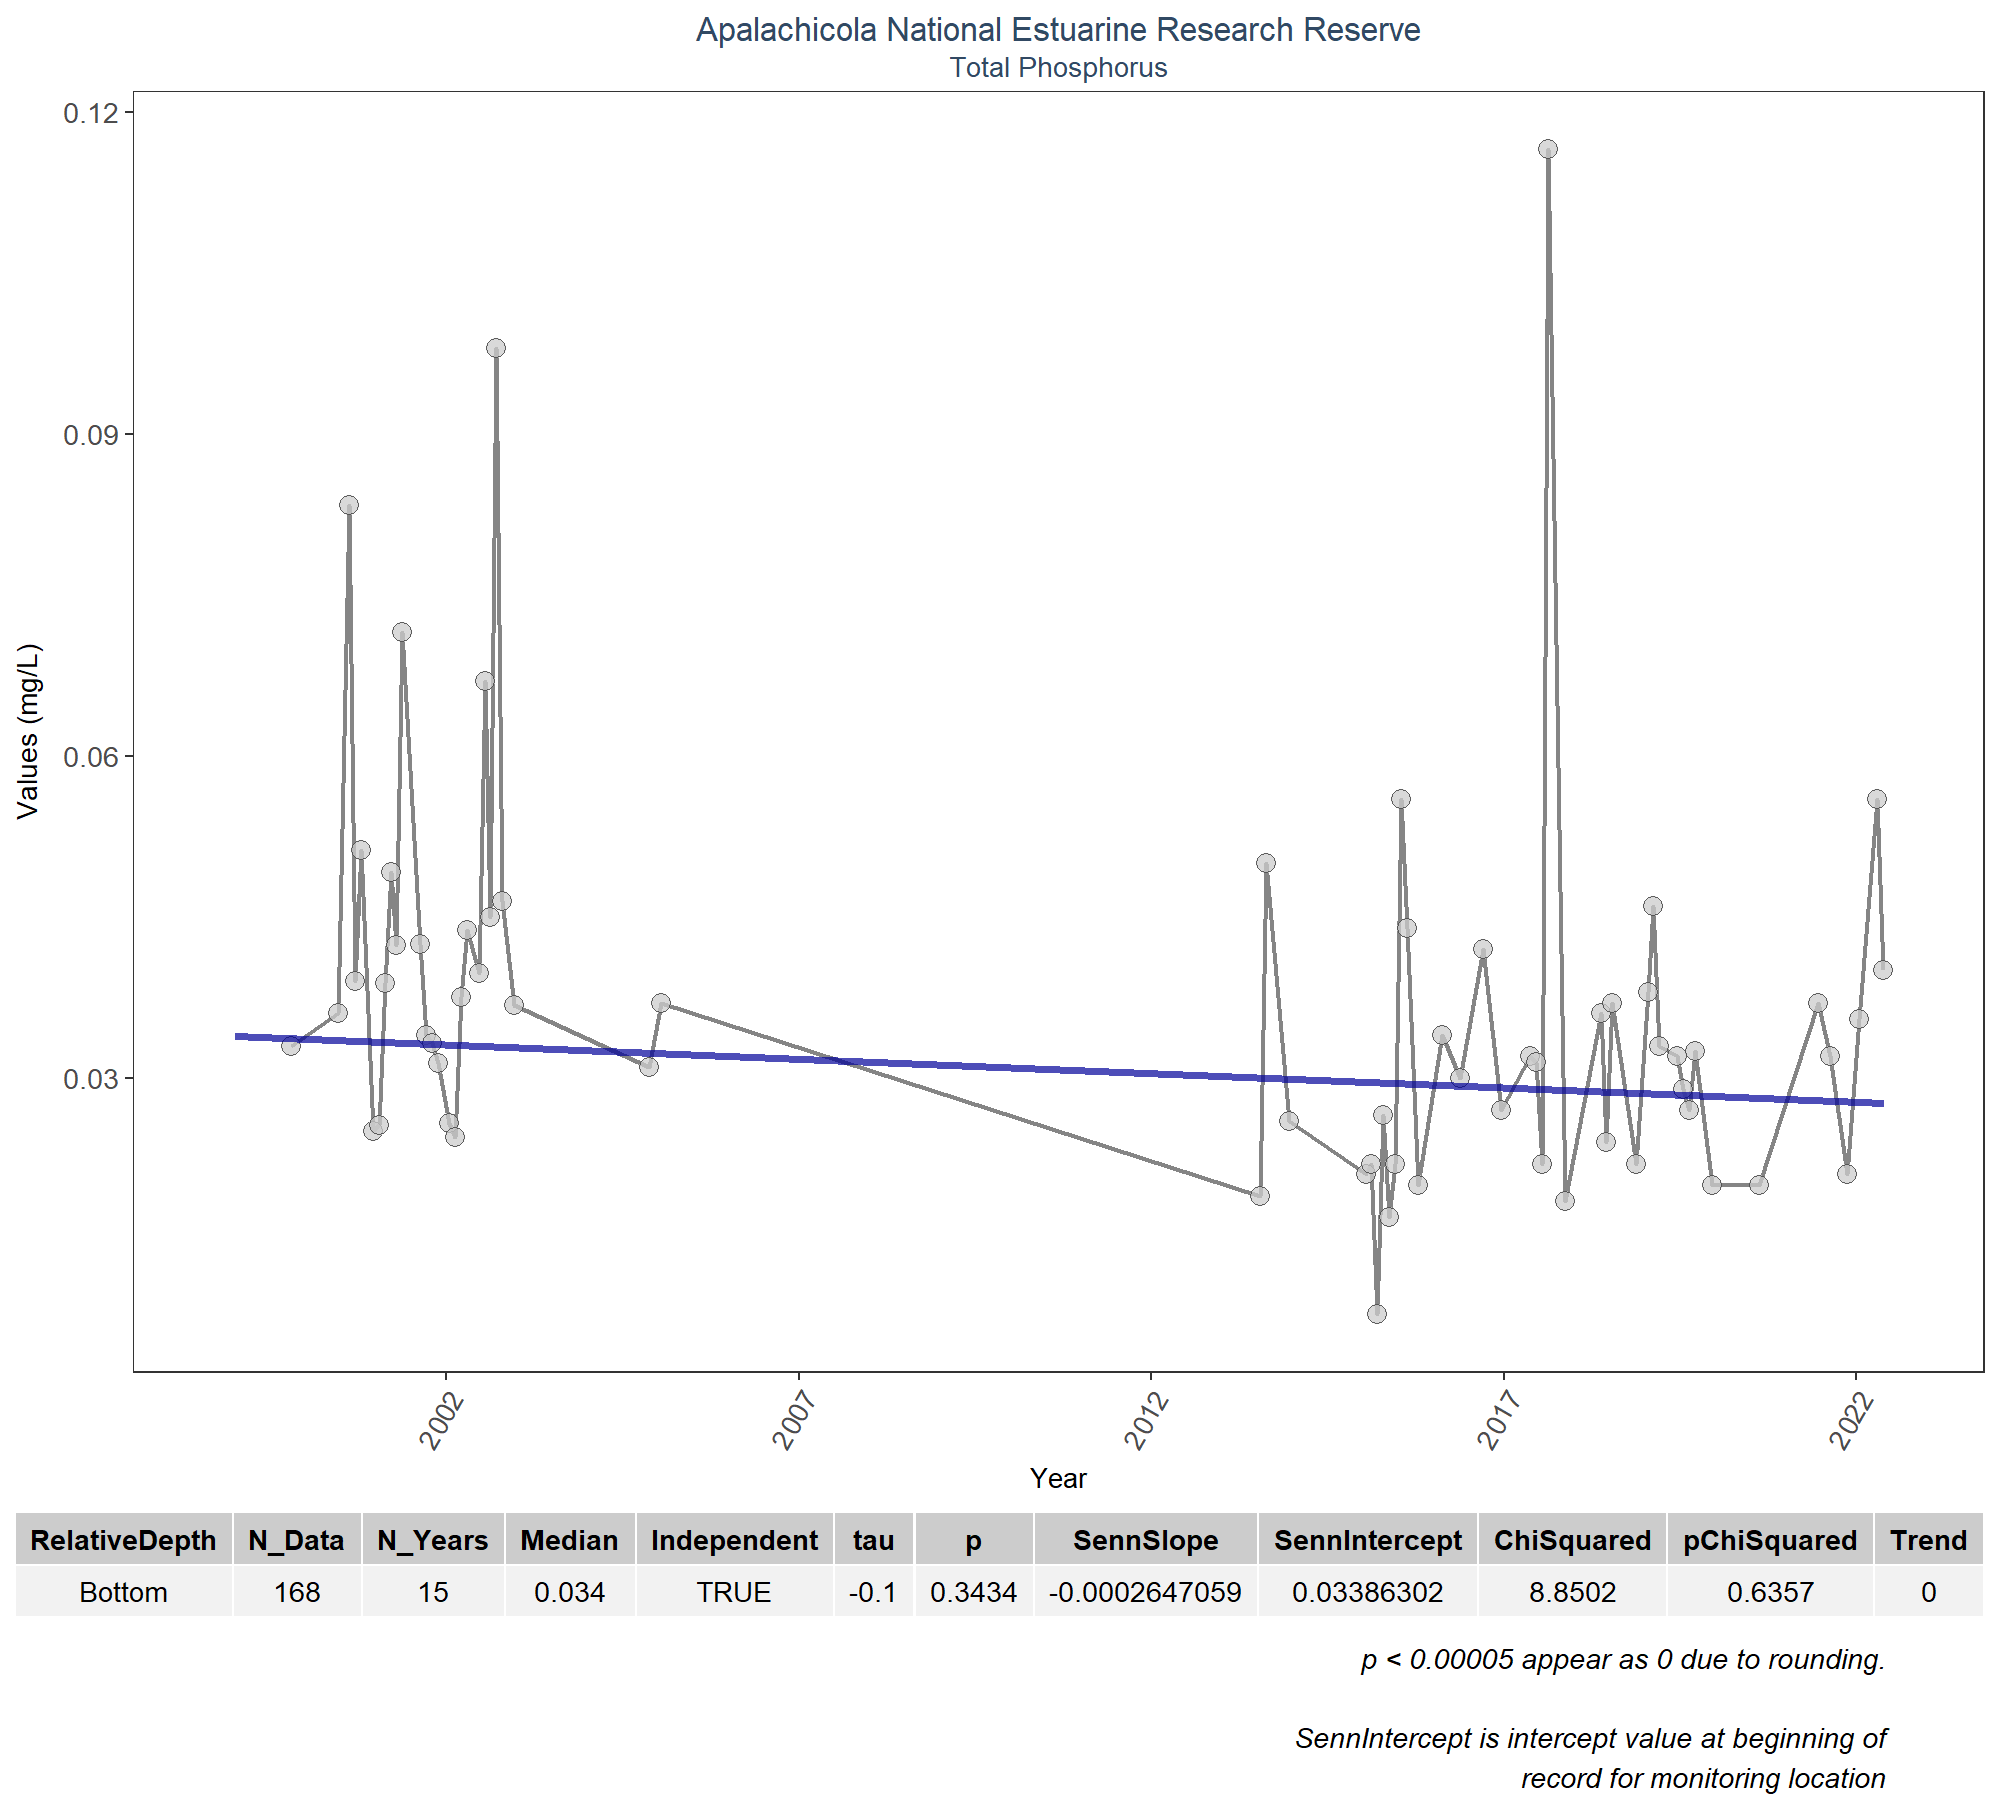 Apalachicola National Estuarine Research Reserve
Total Phosphorus
0.12
0.09
0.06
0.03
Values (mg/L)
2002 2007 2012 2017 2022
Year
RelativeDepth N_Data N_Years Median Independent tau p SennSlope SennIntercept ChiSquared pChiSquared Trend
Bottom 168 15 0.034 TRUE -0.1 0.3434 -0.0002647059 0.03386302 8.8502 0.6357 0
p < 0.00005 appear as 0 due to rounding.
SennIntercept is intercept value at beginning of
record for monitoring location